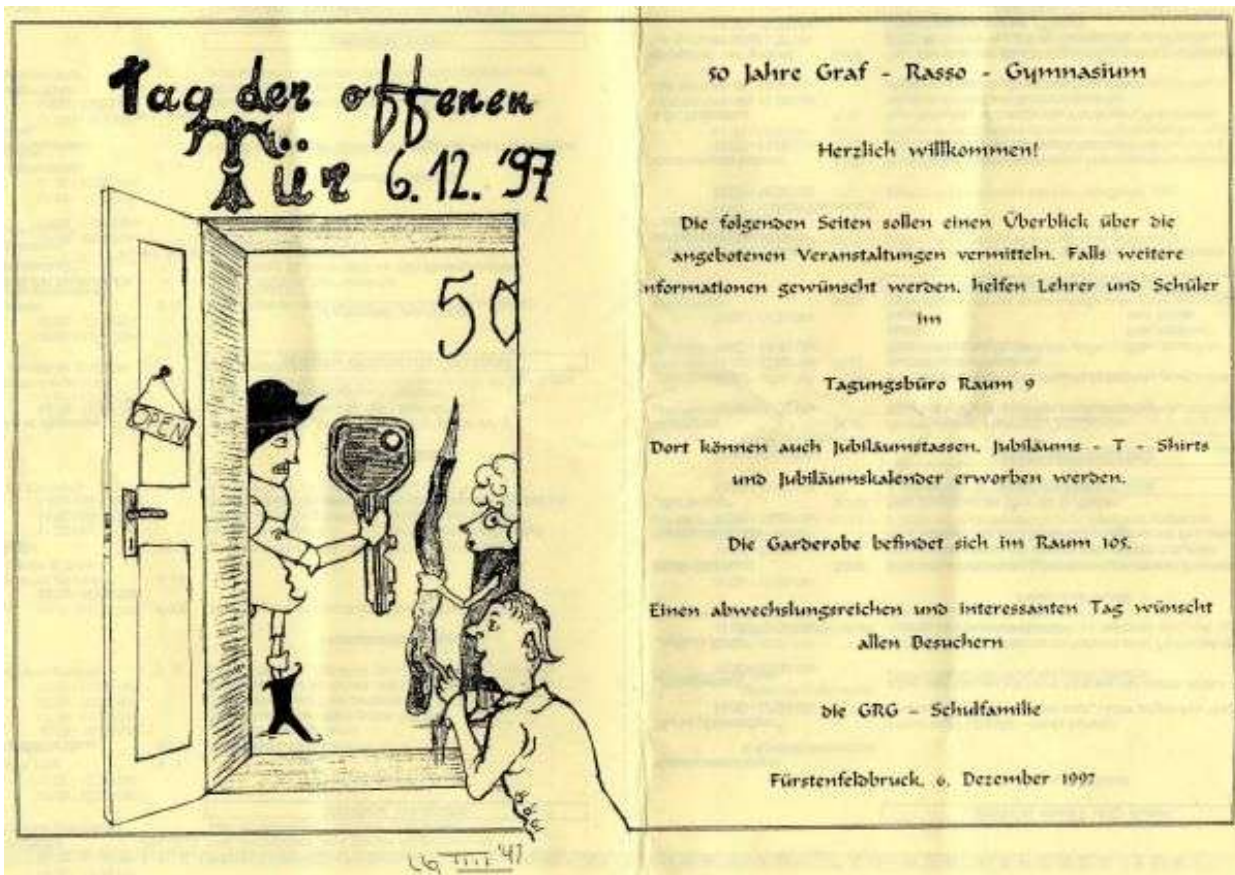 Tag der offenen
Tür 6.12.'97
50
OPEN
50 Jahre Graf - Rasso - Gymnasium
Herzlich willkommen!
Die folgenden Seiten sollen einen Überblick über die
angebotenen Veranstaltungen vermitteln. Falls weitere
nformationen gewünscht werden, helfen Lehrer und Schüler
im
Tagungsbüro Raum 9
Dort können auch Jubiläumstassen, Jubiläums - T - Shirts
und Jubiläumskalender erworben werden.
Die Garderobe befindet sich im Raum 105.
Einen abwechslungsreichen und interessanten Tag wünscht
allen Besuchern
die GRG - Schulfamilie
Fürstenfeldbruck, 6. Dezember 1997